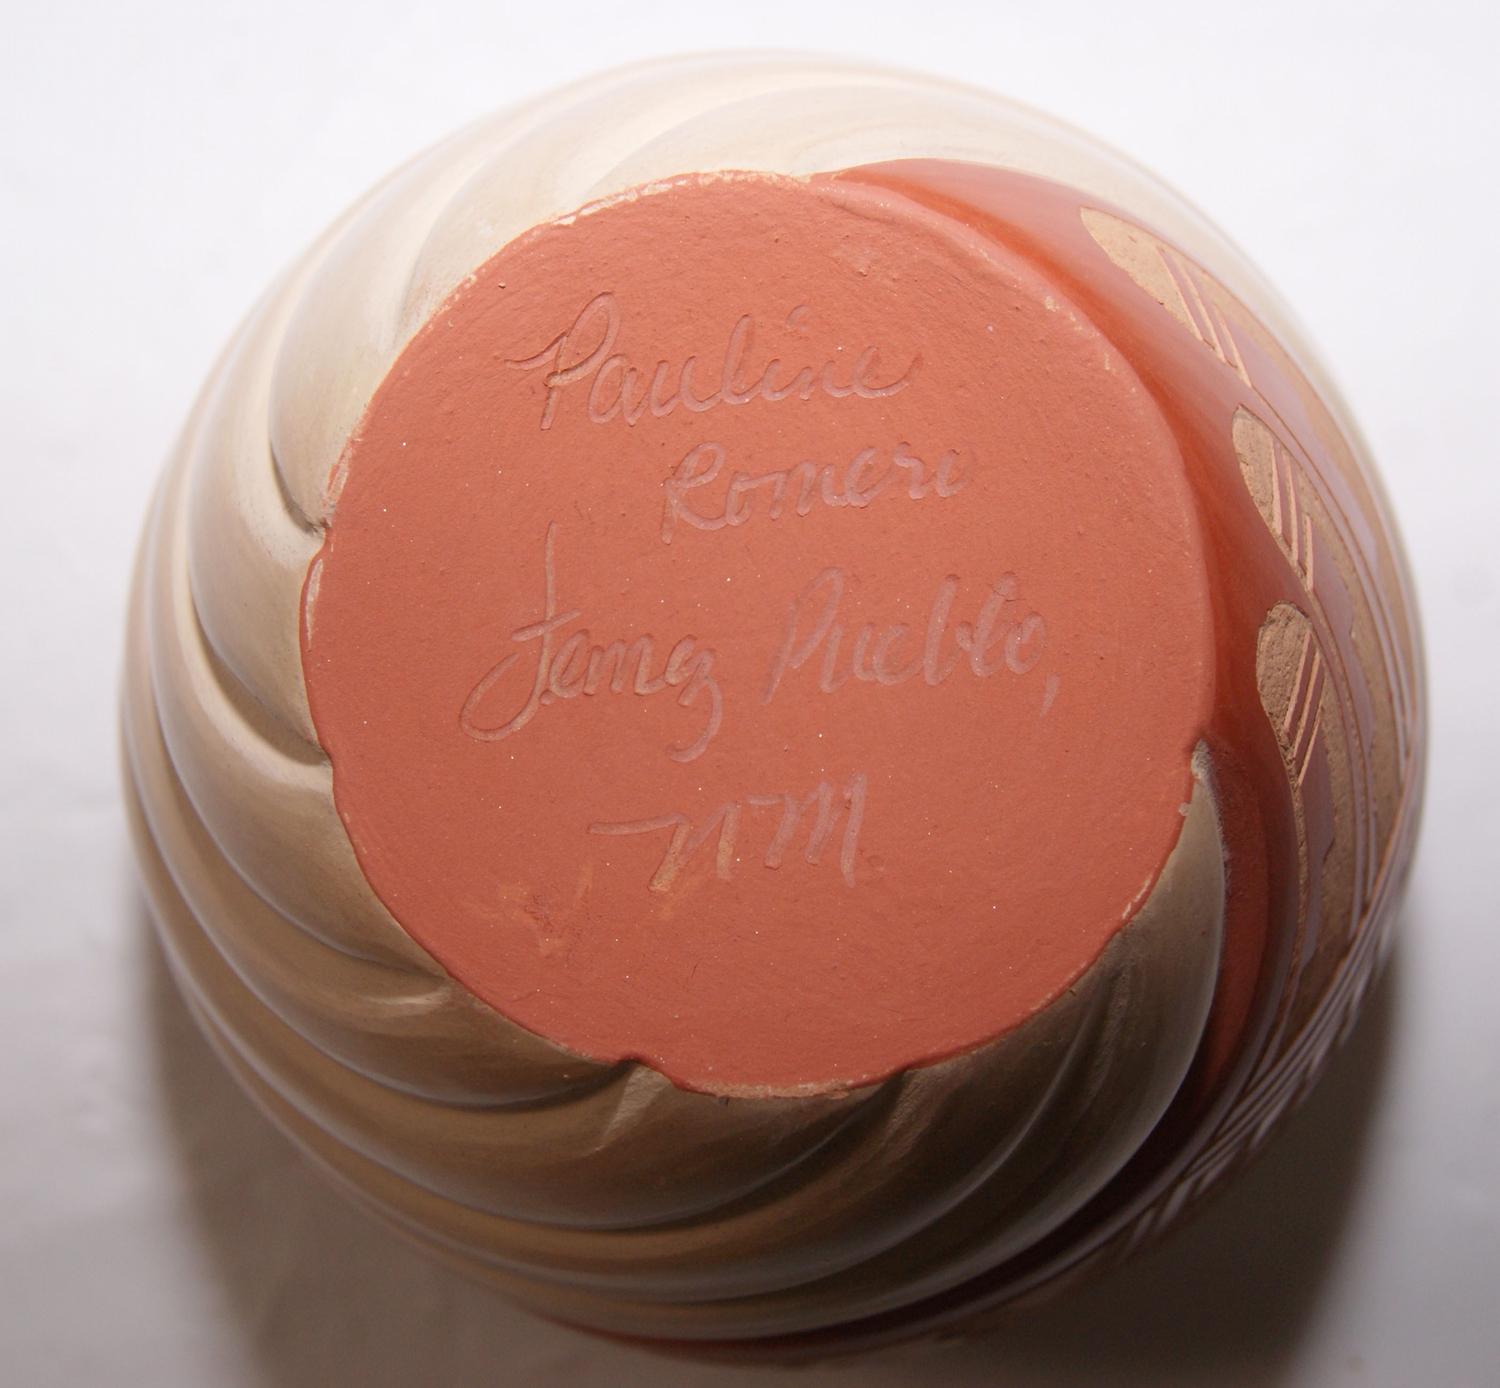 Pauline
Romero
Jemez Pueblo,
NM